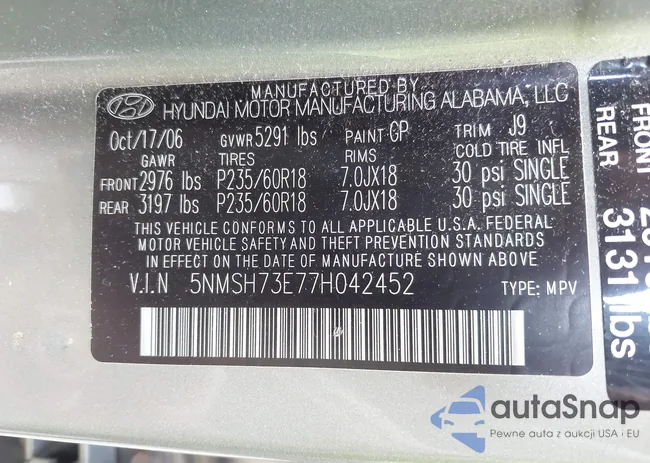 MANUFACTURED BY
HYUNDAI MOTOR MANUFACTURING ALABAMA, LLC
Oct/17/06 GVWR 5291 lbs PAINT CP TRIM J9
GAWR TIRES RIMS COLD TIRE INFL
FRONT 2976 lbs P235/60R18 7.0JX18 30 psi SINGLE
REAR 3197 lbs P235/60R18 7.0JX18 30 psi SINGLE
THIS VEHICLE CONFORMS TO ALL APPLICABLE U.S.A. FEDERAL
MOTOR VEHICLE SAFETY AND THEFT PREVENTION STANDARDS
IN EFFECT ON THE DATE OF MANUFACTURE SHOWN ABOVE
V.I.N 5NMSH73E77H042452 TYPE: MPV
FRONT
REAR 3131 lbs
autaSnap
Pewne auta z aukcji USA i EU